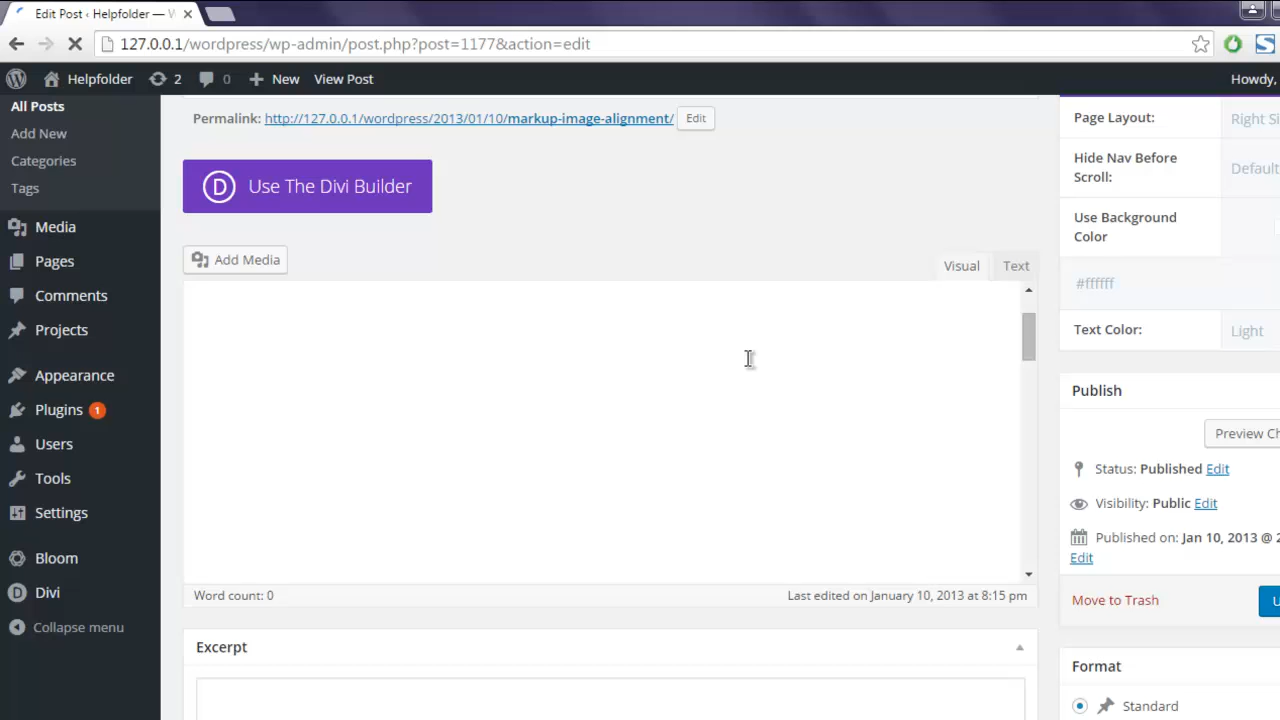 Edit Post ‹ Helpfolder —
127.0.0.1/wordpress/wp-admin/post.php?post=1177&action=edit
Helpfolder 2 0 New View Post Howdy,
All Posts
Add New
Categories
Tags
Media
Pages
Comments
Projects
Appearance
Plugins 1
Users
Tools
Settings
Bloom
Divi
Collapse menu
Permalink: http://127.0.0.1/wordpress/2013/01/10/markup-image-alignment/ Edit
D Use The Divi Builder
Add Media
Visual Text
Word count: 0 Last edited on January 10, 2013 at 8:15 pm
Excerpt
Page Layout: Right Si
Hide Nav Before
Scroll:
Default
Use Background
Color
#ffffff
Text Color: Light
Publish
Preview Ch
Status: Published Edit
Visibility: Public Edit
Published on: Jan 10, 2013 @ 2
Edit
Move to Trash
Format
Standard